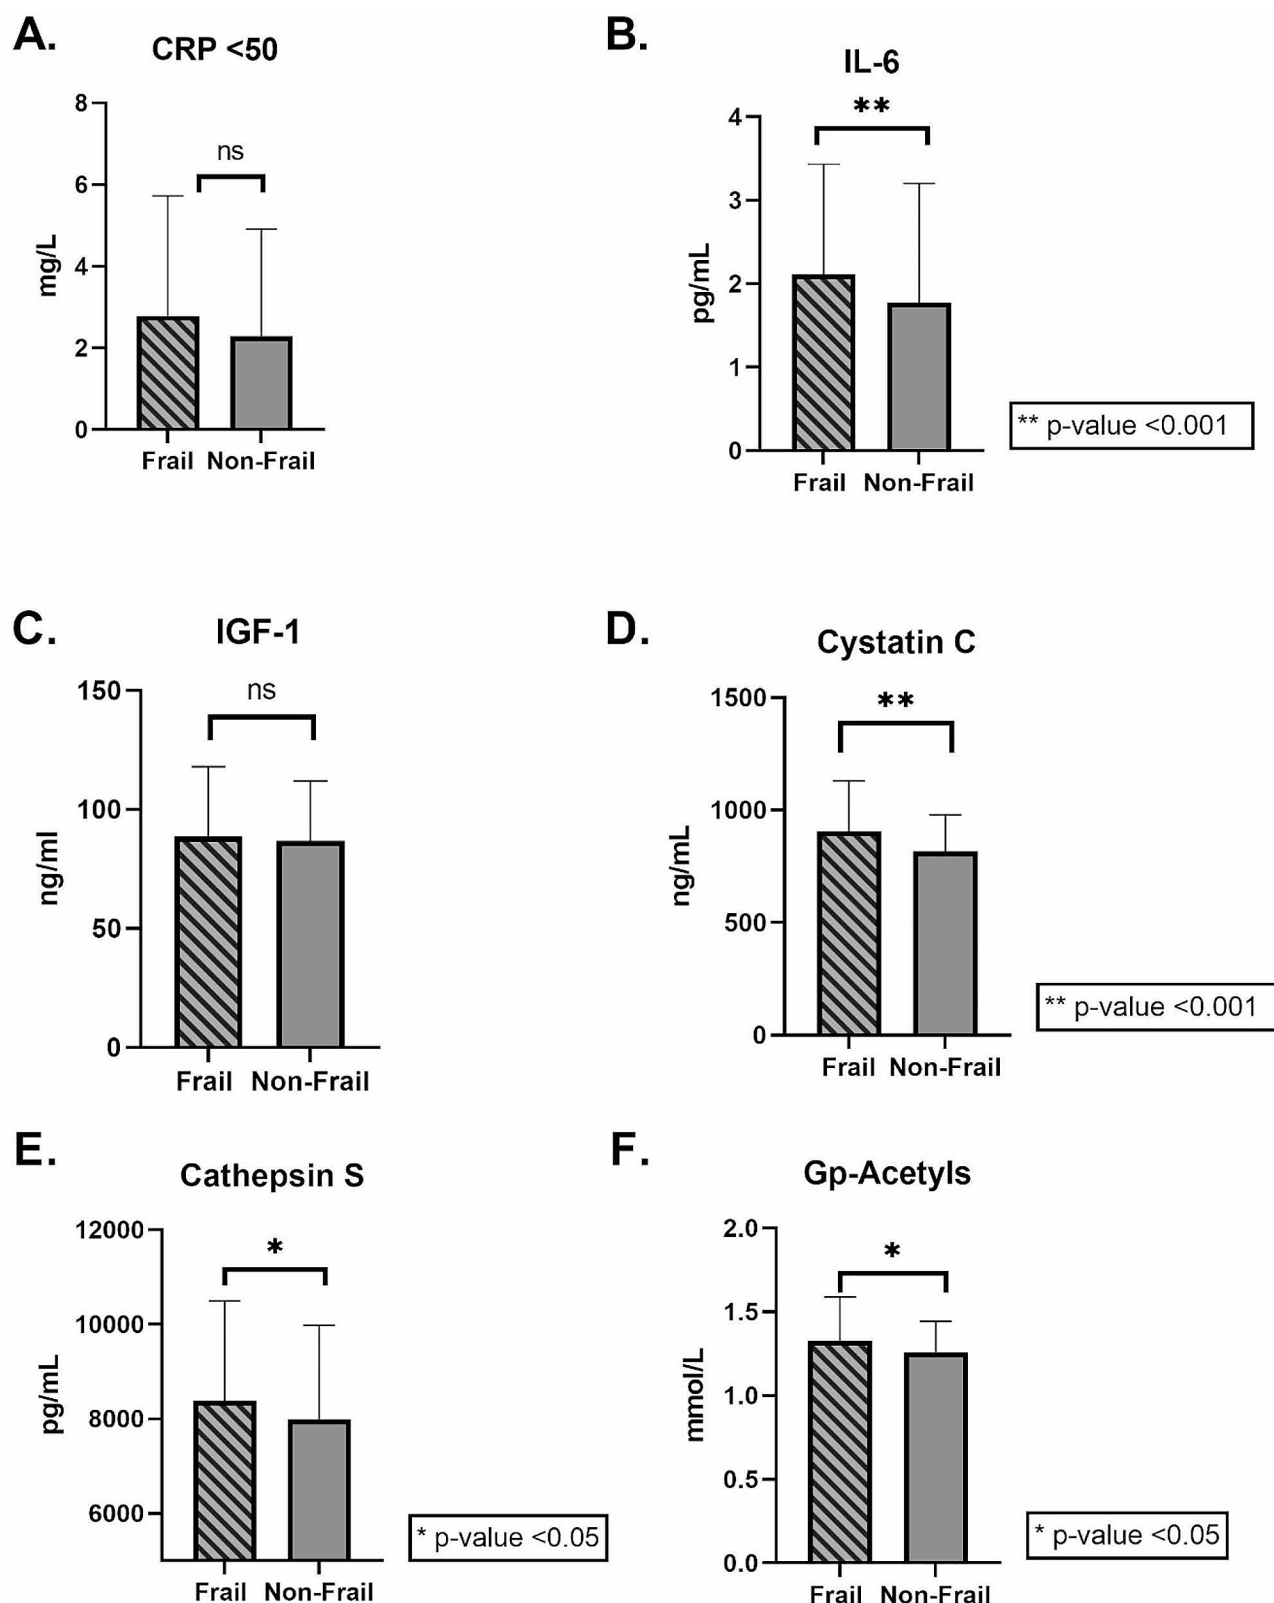 A.
CRP <50
8
6
4
2
0
mg/L
ns
Frail Non-Frail
B.
IL-6
**
4
3
2
1
0
pg/mL
Frail Non-Frail
** p-value <0.001
C.
IGF-1
ns
150
100
50
0
ng/ml
Frail Non-Frail
D.
Cystatin C
**
1500
1000
500
0
ng/mL
Frail Non-Frail
** p-value <0.001
E.
Cathepsin S
*
12000
10000
8000
6000
pg/mL
Frail Non-Frail
* p-value <0.05
F.
Gp-Acetyls
*
2.0
1.5
1.0
0.5
0.0
mmol/L
Frail Non-Frail
* p-value <0.05